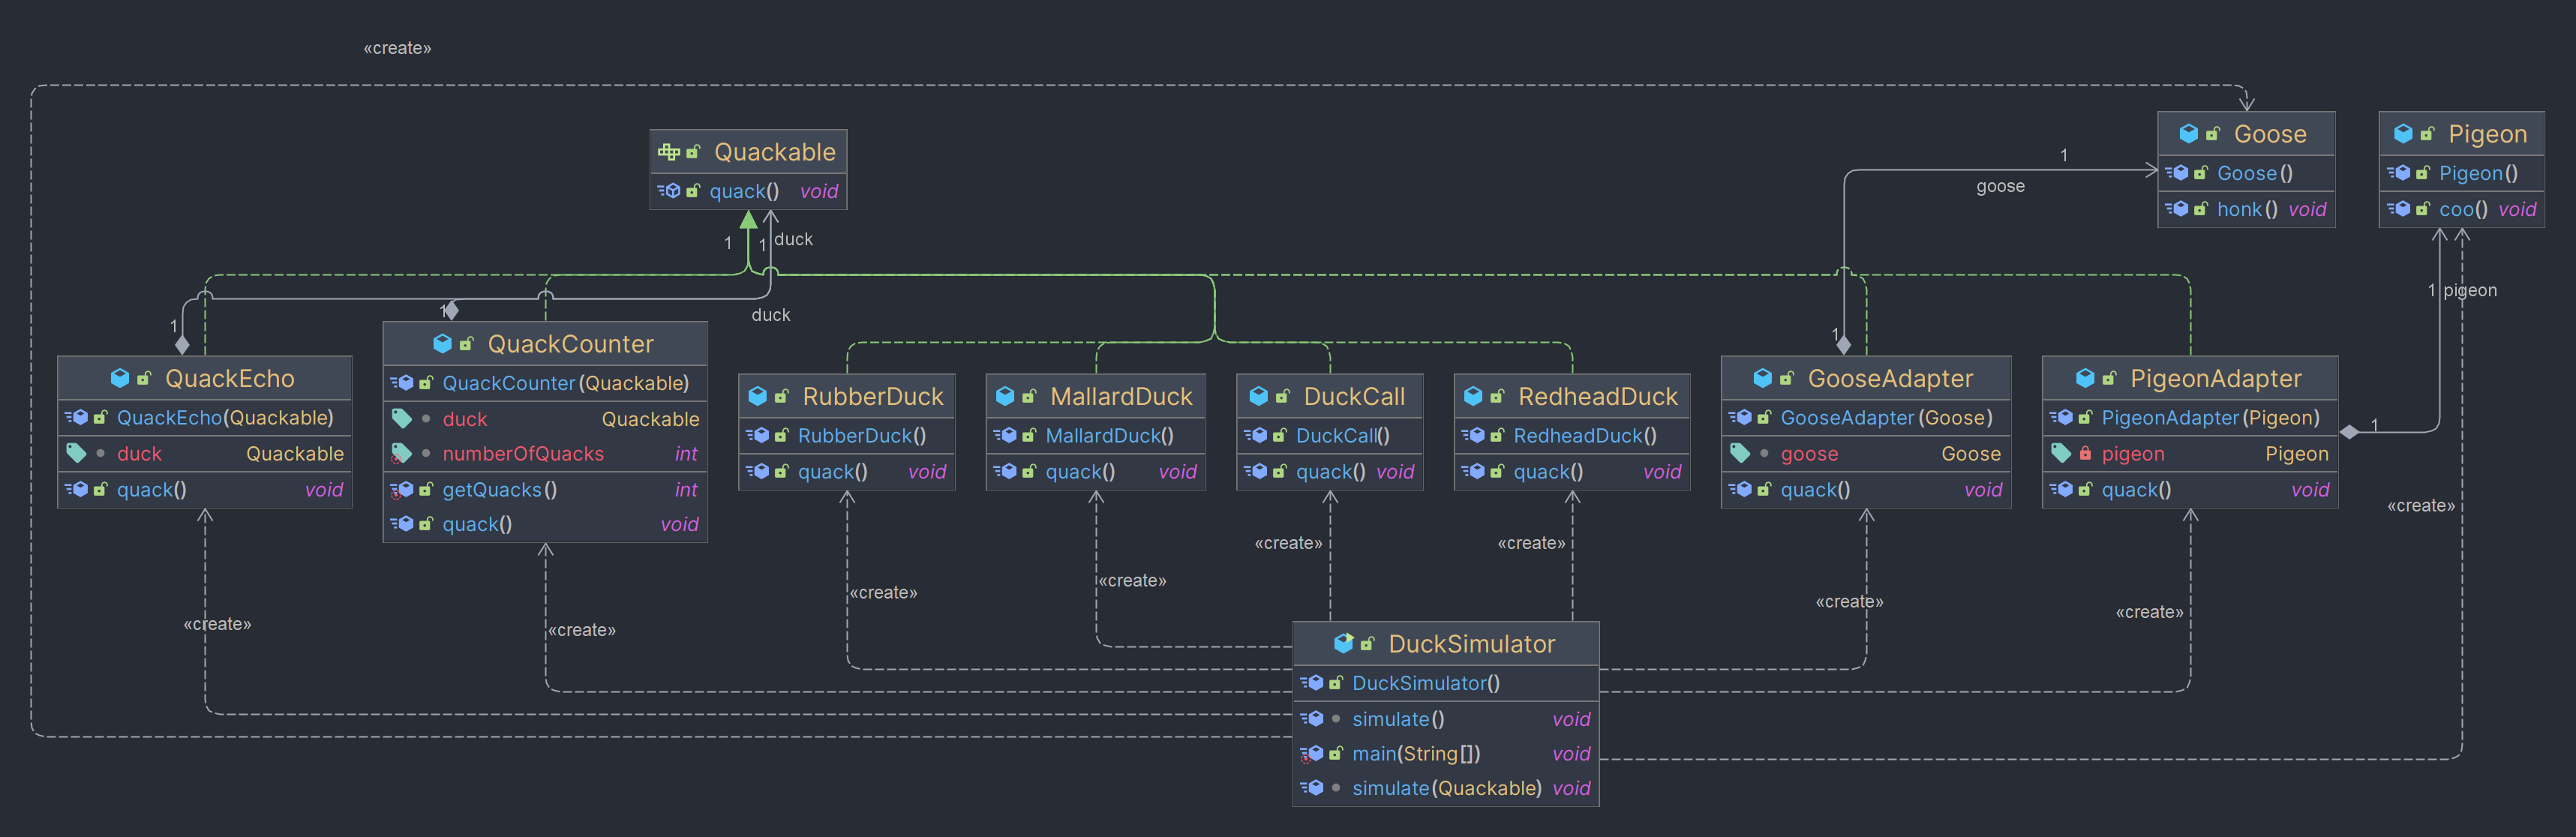 «create»
Quackable
quack() void
Goose
Goose()
honk() void
Pigeon
Pigeon()
coo() void
1
goose
1
1
duck
duck
1
1
1
1 pigeon
1
QuackEcho
QuackEcho(Quackable)
duck Quackable
quack() void
QuackCounter
QuackCounter(Quackable)
duck Quackable
numberOfQuacks int
getQuacks() int
quack() void
RubberDuck
RubberDuck()
quack() void
MallardDuck
MallardDuck()
quack() void
DuckCall
DuckCall()
quack() void
RedheadDuck
RedheadDuck()
quack() void
GooseAdapter
GooseAdapter(Goose)
goose Goose
quack() void
PigeonAdapter
PigeonAdapter(Pigeon)
pigeon Pigeon
quack() void
«create»
«create»
«create»
«create»
«create»
«create»
«create»
«create»
«create»
DuckSimulator
DuckSimulator()
simulate() void
main(String[]) void
simulate(Quackable) void